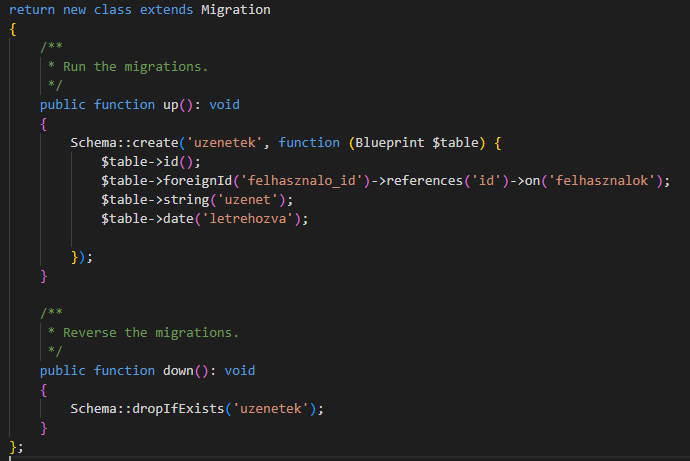 return new class extends Migration
{
/**
* Run the migrations.
*/
public function up(): void
{
Schema::create('uzenetek', function (Blueprint $table) {
$table->id();
$table->foreignId('felhasznalo_id')->references('id')->on('felhasznalok');
$table->string('uzenet');
$table->date('letrehozva');
});
}
/**
* Reverse the migrations.
*/
public function down(): void
{
Schema::dropIfExists('uzenetek');
}
};